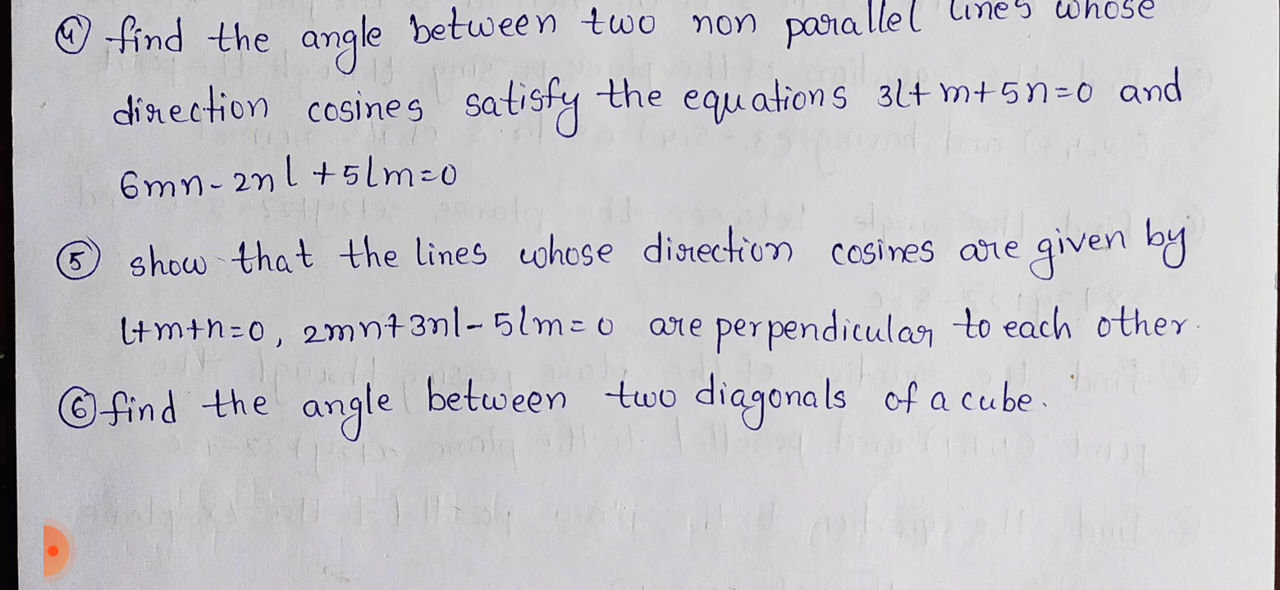 ④ find the angle between two non parallel lines whose
direction cosines satisfy the equations 3l+m+5n=0 and
6mn-2nl+5lm=0
⑤ show that the lines whose direction cosines are given by
l+m+n=0, 2mn+3nl-5lm=0 are perpendicular to each other.
⑥ find the angle between two diagonals of a cube.